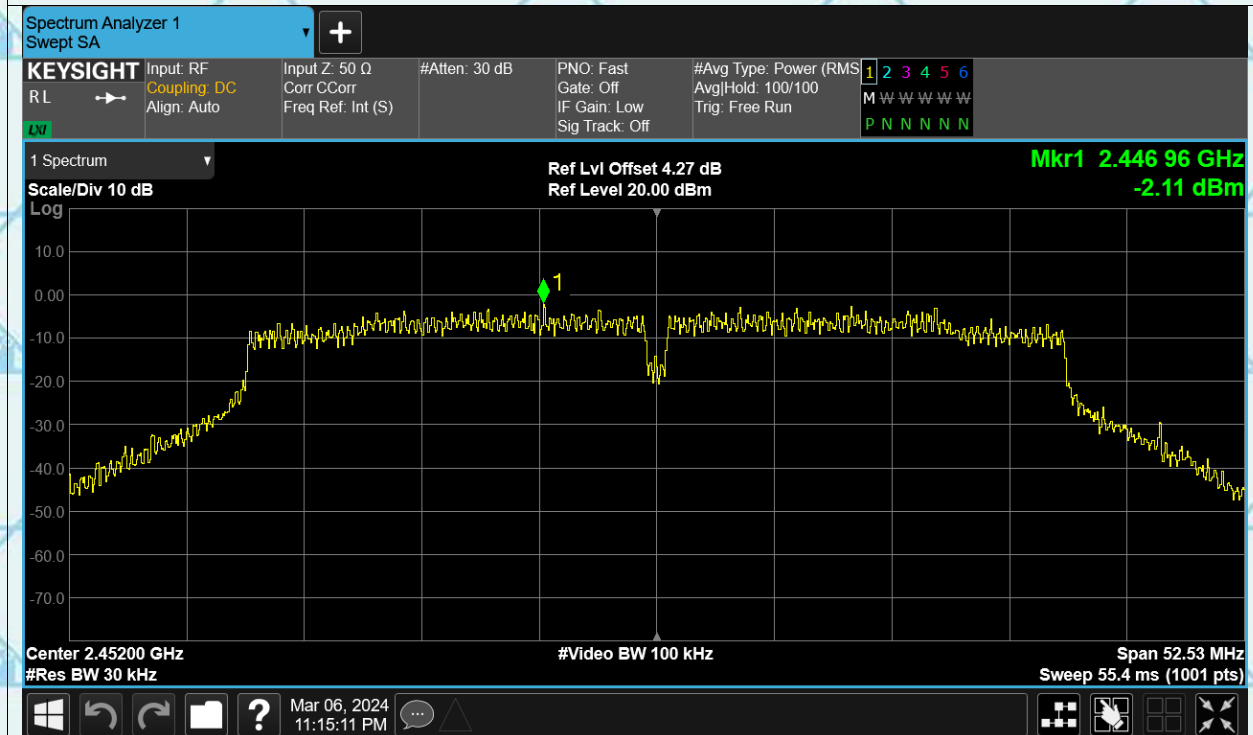 Spectrum Analyzer 1
Swept SA
+
KEYSIGHT
RL
LXI
Input: RF
Coupling: DC
Align: Auto
Input Z: 50 Ω
Corr CCorr
Freq Ref: Int (S)
#Atten: 30 dB
PNO: Fast
Gate: Off
IF Gain: Low
Sig Track: Off
#Avg Type: Power (RMS
Avg|Hold: 100/100
Trig: Free Run
1 2 3 4 5 6
M W W W W W
P N N N N N
1 Spectrum
Scale/Div 10 dB
Ref Lvl Offset 4.27 dB
Ref Level 20.00 dBm
Mkr1 2.446 96 GHz
-2.11 dBm
Log
10.0
0.00
-10.0
-20.0
-30.0
-40.0
-50.0
-60.0
-70.0
1
Center 2.45200 GHz
#Res BW 30 kHz
#Video BW 100 kHz
Span 52.53 MHz
Sweep 55.4 ms (1001 pts)
?
Mar 06, 2024
11:15:11 PM